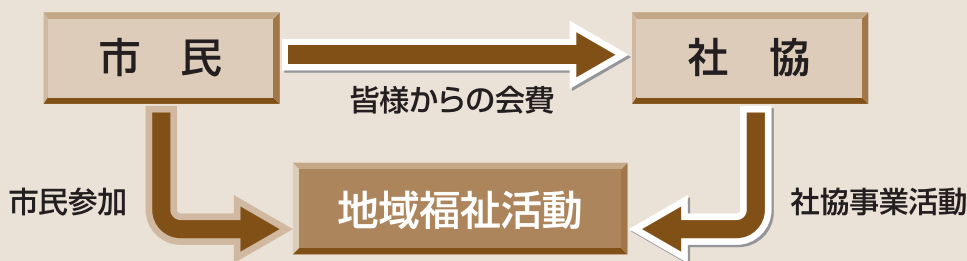 市　民
社　協
皆様からの会費
市民参加
地域福祉活動
社協事業活動